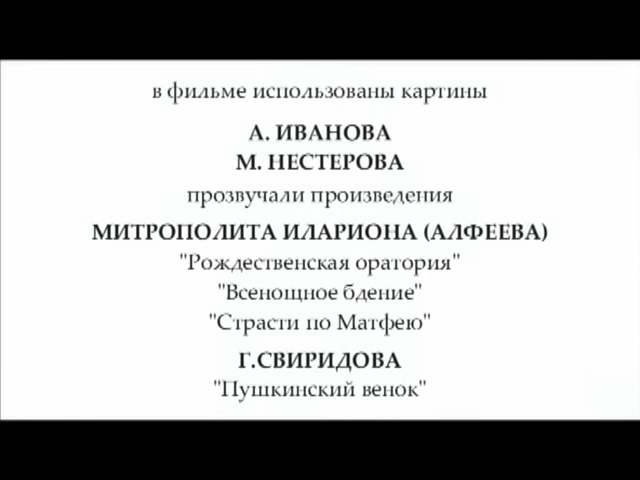 в фильме использованы картины
А. ИВАНОВА
М. НЕСТЕРОВА
прозвучали произведения
МИТРОПОЛИТА ИЛАРИОНА (АЛФЕЕВА)
"Рождественская оратория"
"Всенощное бдение"
"Страсти по Матфею"
Г.СВИРИДОВА
"Пушкинский венок"